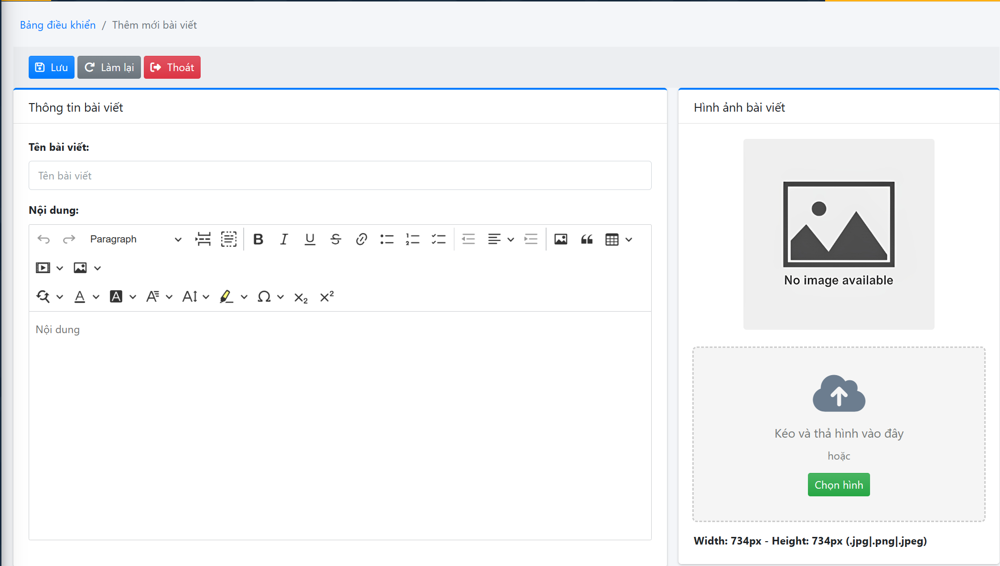 Bảng điều khiển / Thêm mới bài viết
Lưu Làm lại Thoát
Thông tin bài viết
Tên bài viết:
Tên bài viết
Nội dung:
Paragraph
Nội dung
Hình ảnh bài viết
No image available
Kéo và thả hình vào đây
hoặc
Chọn hình
Width: 734px - Height: 734px (.jpg|.png|.jpeg)